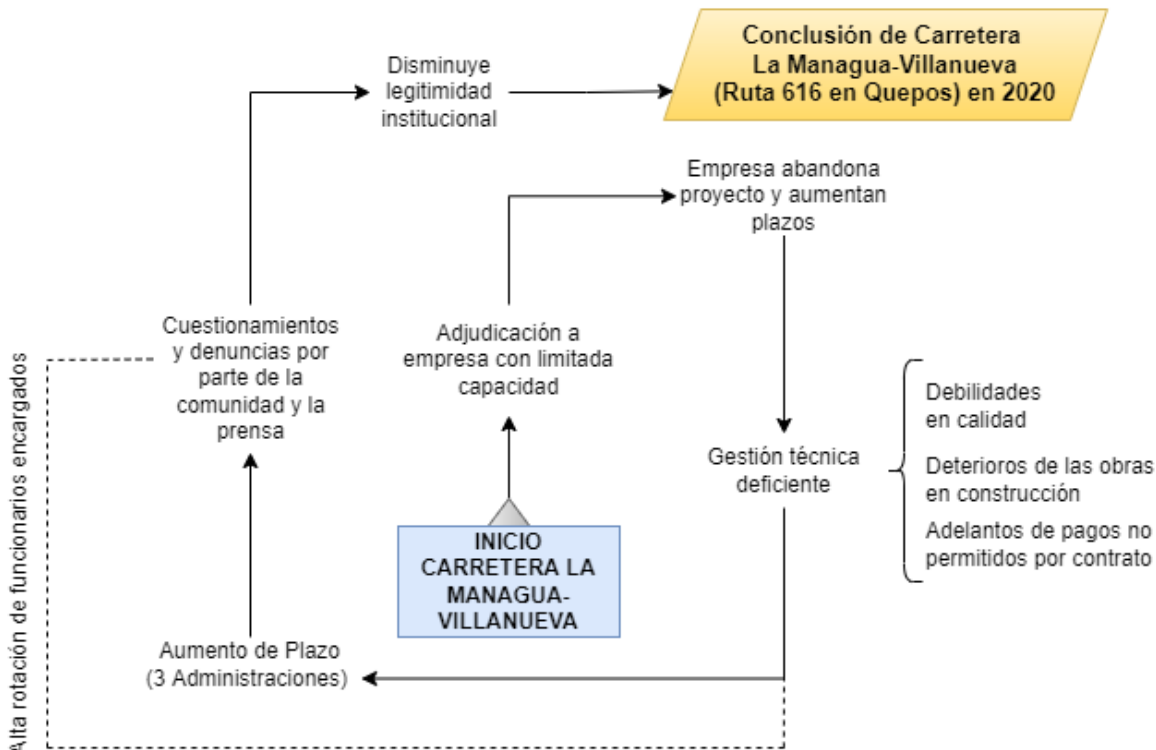 Conclusión de Carretera
La Managua-Villanueva
(Ruta 616 en Quepos) en 2020
Disminuye
legitimidad
institucional
Empresa abandona
proyecto y aumentan
plazos
Cuestionamientos
y denuncias por
parte de la
comunidad y la
prensa
Adjudicación a
empresa con limitada
capacidad
Gestión técnica
deficiente
Debilidades
en calidad
Deterioros de las obras
en construcción
Adelantos de pagos no
permitidos por contrato
INICIO
CARRETERA LA
MANAGUA-
VILLANUEVA
Aumento de Plazo
(3 Administraciones)
Alta rotación de funcionarios encargados